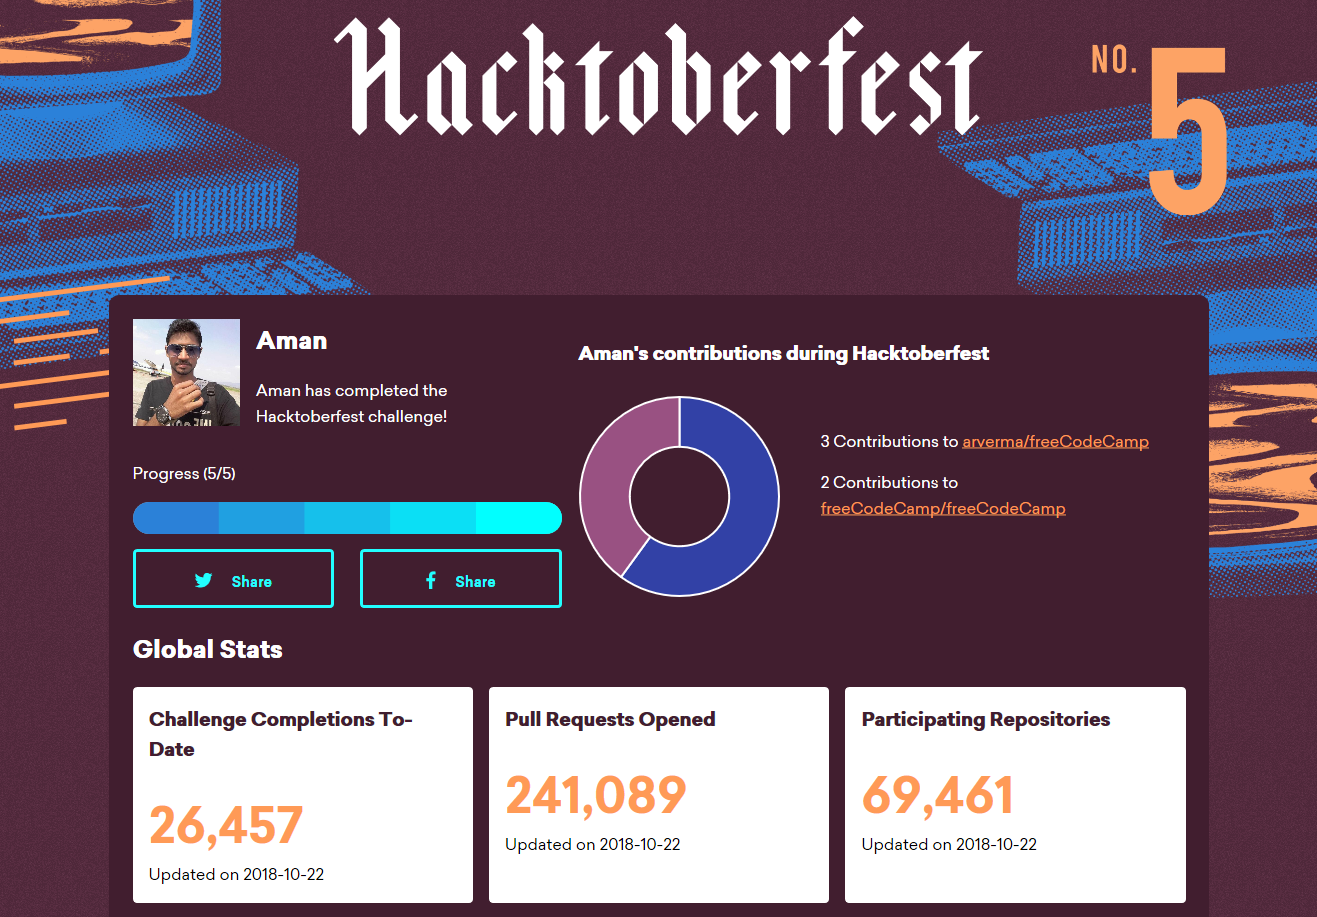 Hacktoberfest
NO. 5
Aman
Aman has completed the
Hacktoberfest challenge!
Progress (5/5)
Share
Share
Aman's contributions during Hacktoberfest
3 Contributions to arverma/freeCodeCamp
2 Contributions to
freeCodeCamp/freeCodeCamp
Global Stats
Challenge Completions To-
Date
26,457
Updated on 2018-10-22
Pull Requests Opened
241,089
Updated on 2018-10-22
Participating Repositories
69,461
Updated on 2018-10-22